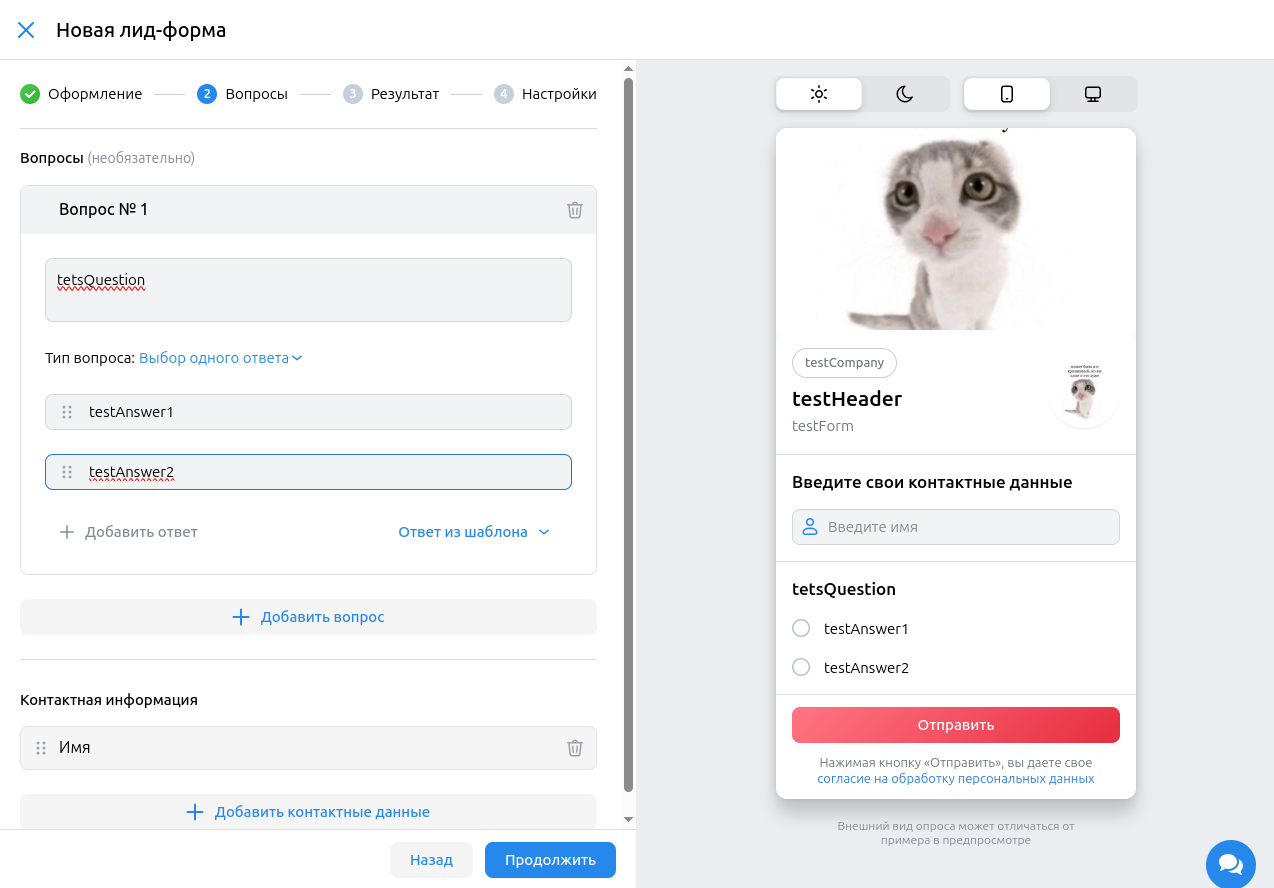 Новая лид-форма
Оформление
2 Вопросы
3 Результат
4 Настройки
Вопросы (необязательно)
Вопрос № 1
tetsQuestion
Тип вопроса: Выбор одного ответа
testAnswer1
testAnswer2
Добавить ответ
Ответ из шаблона
Добавить вопрос
Контактная информация
Имя
Добавить контактные данные
Назад
Продолжить
testCompany
testHeader
testForm
Введите свои контактные данные
Введите имя
tetsQuestion
testAnswer1
testAnswer2
Отправить
Нажимая кнопку «Отправить», вы даете свое
согласие на обработку персональных данных
Внешний вид опроса может отличаться от
примера в предпросмотре